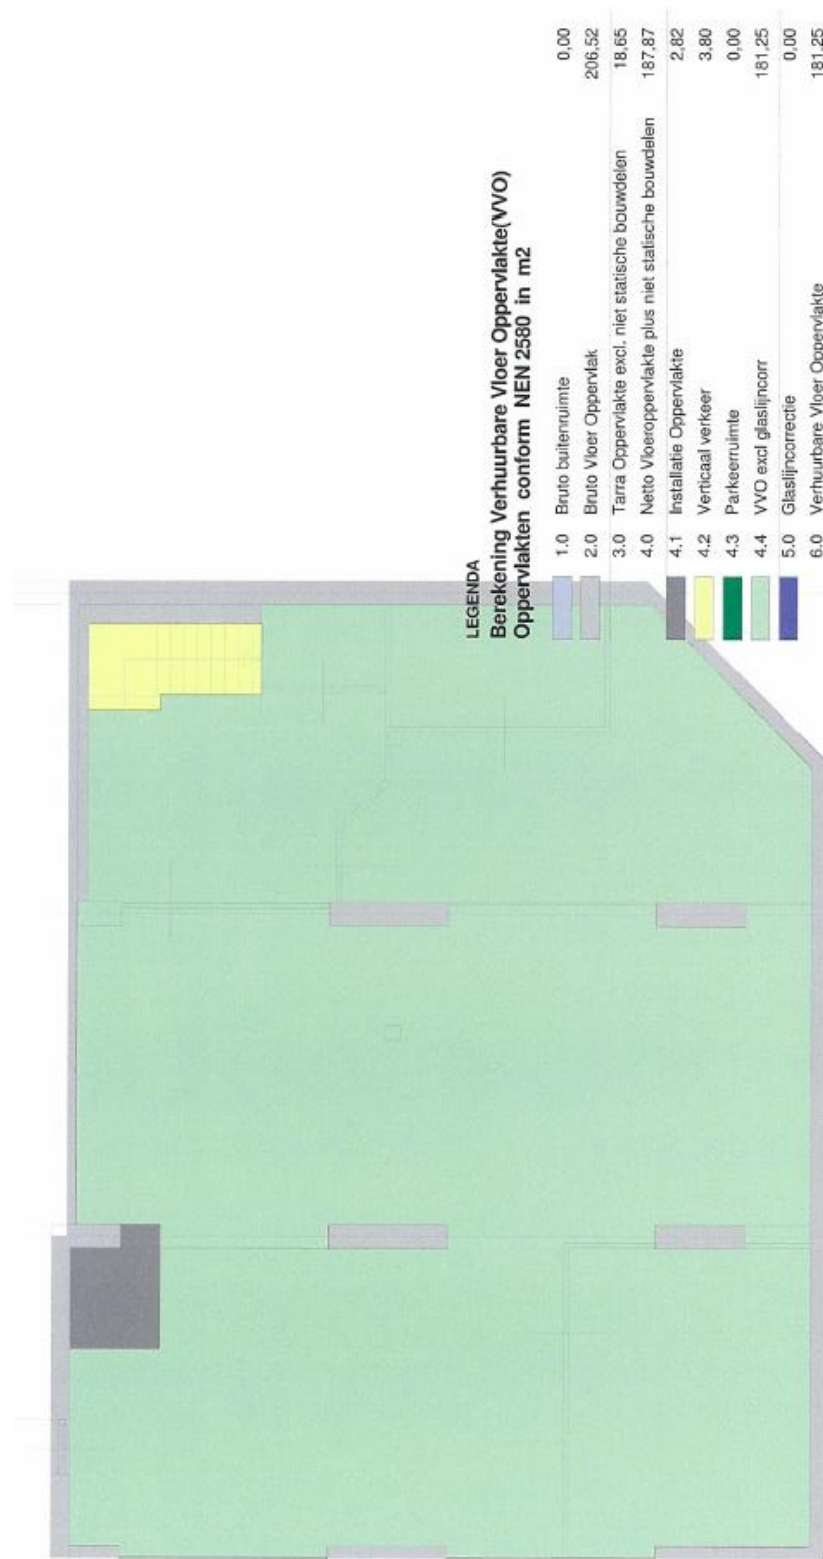 LEGENDA
Berekening Verhuurbare Vloer Oppervlakte(VVO)
Oppervlakten conform NEN 2580 in m2
1.0 Bruto buitenruimte 0,00
2.0 Bruto Vloer Oppervlak 206,52
3.0 Tarra Oppervlakte excl. niet statische bouwdelen 18,65
4.0 Netto Vloeroppervlakte plus niet statische bouwdelen 187,87
4.1 Installatie Oppervlakte 2,82
4.2 Verticaal verkeer 3,80
4.3 Parkeerruimte 0,00
4.4 VVO excl glaslijncorr 181,25
5.0 Glaslijncorrectie 0,00
6.0 Verhuurbare Vloer Oppervlakte 181,25